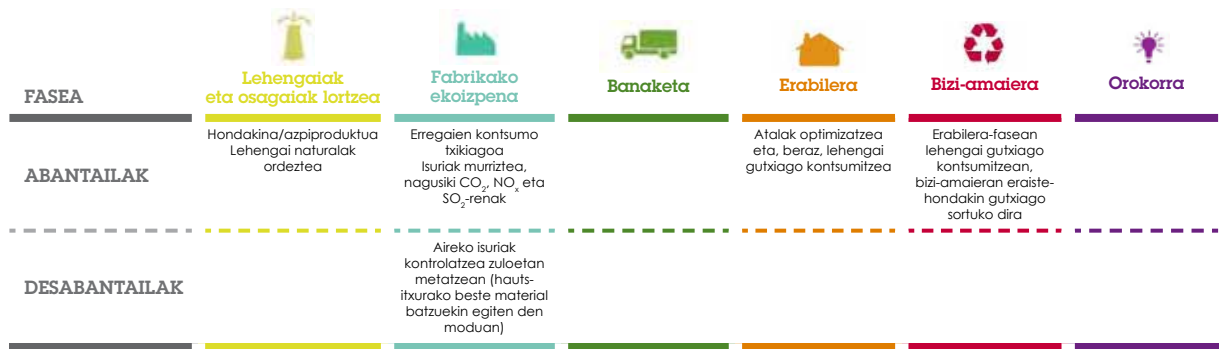 FASEA
Lehengaiak
eta osagaiak lortzea
Fabrikako
ekoizpena
Banaketa
Erabilera
Bizi-amaiera
Orokorra
ABANTAILAK
Hondakina/azpiproduktua
Lehengai naturalak
ordeztea
Erregaien kontsumo
txikiagoa
Isuriak murriztea,
nagusiki CO₂, NOₓ eta
SO₂-renak
Atalak optimizatzea
eta, beraz, lehengai
gutxiago kontsumitzea
Erabilera-fasean
lehengai gutxiago
kontsumitzean,
bizi-amaieran eraiste-
hondakin gutxiago
sortuko dira
DESABANTAILAK
Aireko isuriak
kontrolatzea zuloetan
metatzean (hauts-
itxurako beste material
batzuekin egiten den
moduan)